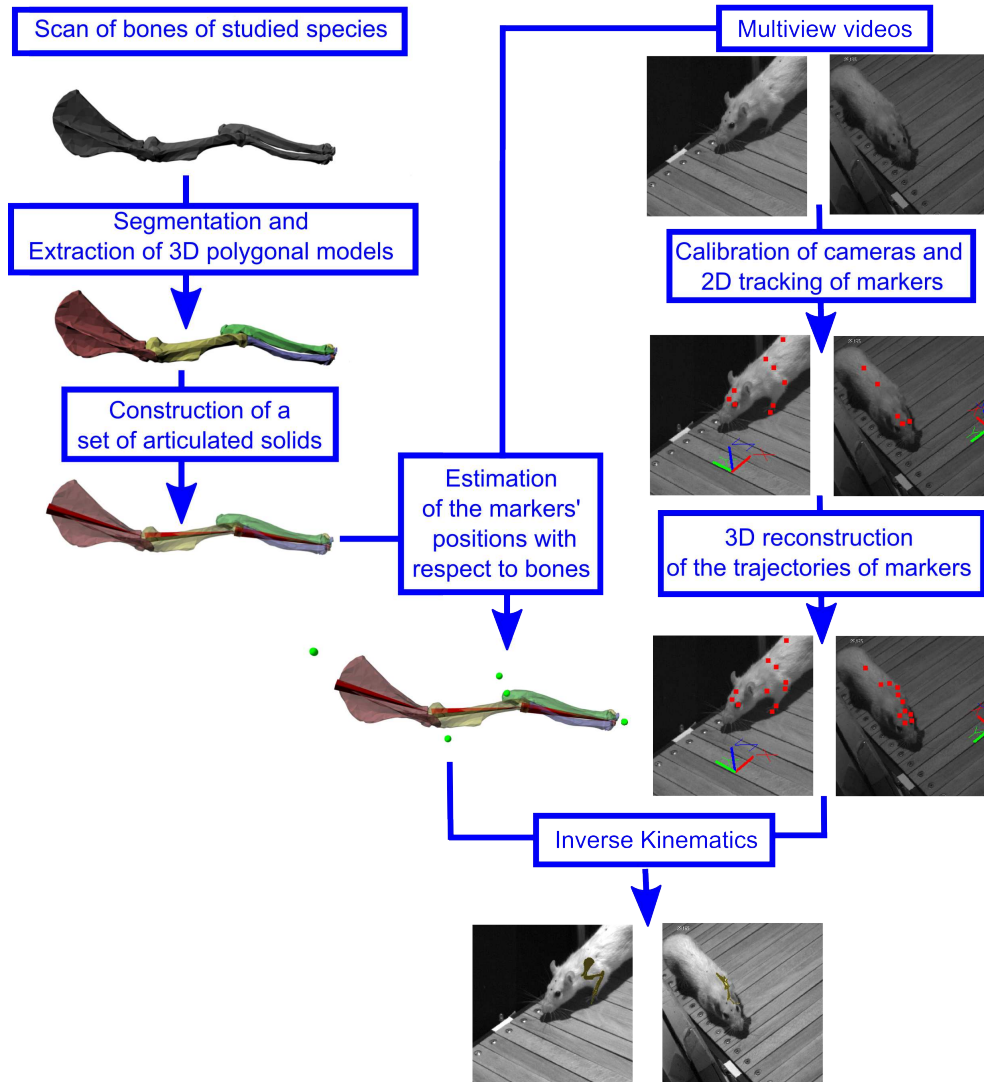 Scan of bones of studied species
Multiview videos
Segmentation and
Extraction of 3D polygonal models
Calibration of cameras and
2D tracking of markers
Construction of a
set of articulated solids
Estimation
of the markers'
positions with
respect to bones
3D reconstruction
of the trajectories of markers
Inverse Kinematics